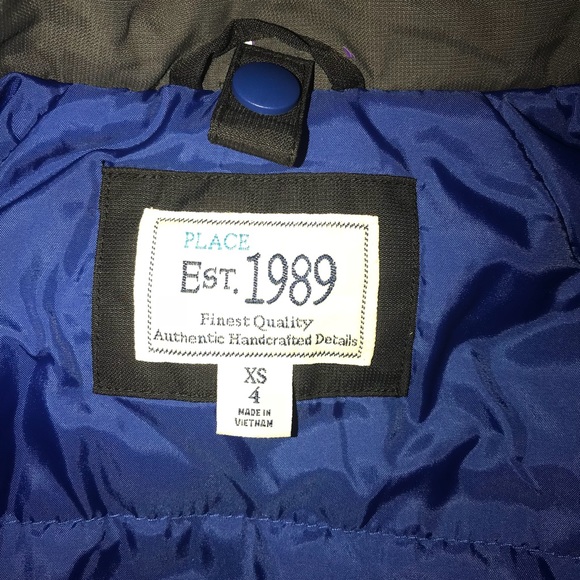 PLACE
EST. 1989
Finest Quality
Authentic Handcrafted Details
XS
4
MADE IN
VIETNAM